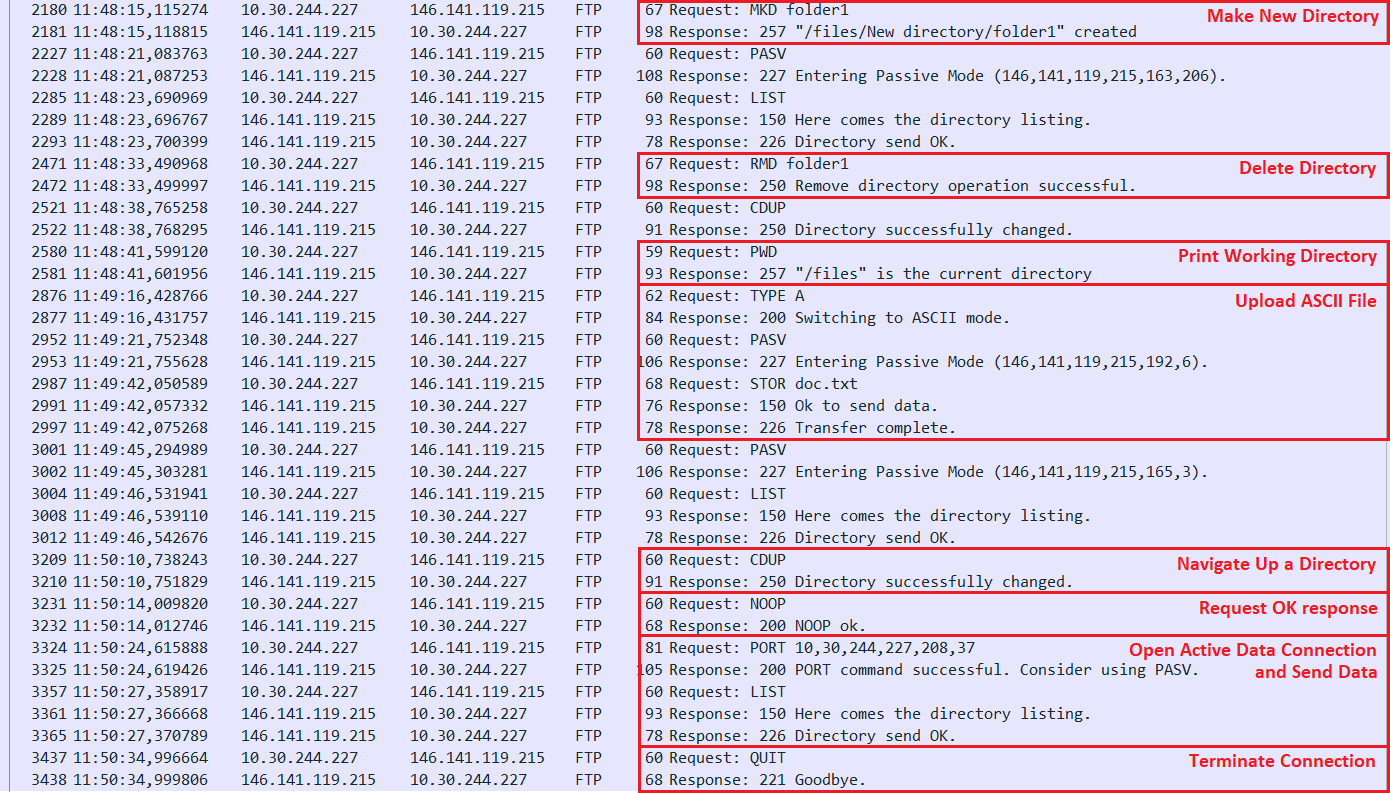 2180 11:48:15,115274 10.30.244.227 146.141.119.215 FTP 67 Request: MKD folder1 Make New Directory
2181 11:48:15,118815 146.141.119.215 10.30.244.227 FTP 98 Response: 257 "/files/New directory/folder1" created
2227 11:48:21,083763 10.30.244.227 146.141.119.215 FTP 60 Request: PASV
2228 11:48:21,087253 146.141.119.215 10.30.244.227 FTP 108 Response: 227 Entering Passive Mode (146,141,119,215,163,206).
2285 11:48:23,690969 10.30.244.227 146.141.119.215 FTP 60 Request: LIST
2289 11:48:23,696767 146.141.119.215 10.30.244.227 FTP 93 Response: 150 Here comes the directory listing.
2293 11:48:23,700399 146.141.119.215 10.30.244.227 FTP 78 Response: 226 Directory send OK.
2471 11:48:33,490968 10.30.244.227 146.141.119.215 FTP 67 Request: RMD folder1 Delete Directory
2472 11:48:33,499997 146.141.119.215 10.30.244.227 FTP 98 Response: 250 Remove directory operation successful.
2521 11:48:38,765258 10.30.244.227 146.141.119.215 FTP 60 Request: CDUP
2522 11:48:38,768295 146.141.119.215 10.30.244.227 FTP 91 Response: 250 Directory successfully changed.
2580 11:48:41,599120 10.30.244.227 146.141.119.215 FTP 59 Request: PWD Print Working Directory
2581 11:48:41,601956 146.141.119.215 10.30.244.227 FTP 93 Response: 257 "/files" is the current directory
2876 11:49:16,428766 10.30.244.227 146.141.119.215 FTP 62 Request: TYPE A Upload ASCII File
2877 11:49:16,431757 146.141.119.215 10.30.244.227 FTP 84 Response: 200 Switching to ASCII mode.
2952 11:49:21,752348 10.30.244.227 146.141.119.215 FTP 60 Request: PASV
2953 11:49:21,755628 146.141.119.215 10.30.244.227 FTP 106 Response: 227 Entering Passive Mode (146,141,119,215,192,6).
2987 11:49:42,050589 10.30.244.227 146.141.119.215 FTP 68 Request: STOR doc.txt
2991 11:49:42,057332 146.141.119.215 10.30.244.227 FTP 76 Response: 150 Ok to send data.
2997 11:49:42,075268 146.141.119.215 10.30.244.227 FTP 78 Response: 226 Transfer complete.
3001 11:49:45,294989 10.30.244.227 146.141.119.215 FTP 60 Request: PASV
3002 11:49:45,303281 146.141.119.215 10.30.244.227 FTP 106 Response: 227 Entering Passive Mode (146,141,119,215,165,3).
3004 11:49:46,531941 10.30.244.227 146.141.119.215 FTP 60 Request: LIST
3008 11:49:46,539110 146.141.119.215 10.30.244.227 FTP 93 Response: 150 Here comes the directory listing.
3012 11:49:46,542676 146.141.119.215 10.30.244.227 FTP 78 Response: 226 Directory send OK.
3209 11:50:10,738243 10.30.244.227 146.141.119.215 FTP 60 Request: CDUP Navigate Up a Directory
3210 11:50:10,751829 146.141.119.215 10.30.244.227 FTP 91 Response: 250 Directory successfully changed.
3231 11:50:14,009820 10.30.244.227 146.141.119.215 FTP 60 Request: NOOP Request OK response
3232 11:50:14,012746 146.141.119.215 10.30.244.227 FTP 68 Response: 200 NOOP ok.
3324 11:50:24,615888 10.30.244.227 146.141.119.215 FTP 81 Request: PORT 10,30,244,227,208,37 Open Active Data Connection
3325 11:50:24,619426 146.141.119.215 10.30.244.227 FTP 105 Response: 200 PORT command successful. Consider using PASV. and Send Data
3357 11:50:27,358917 10.30.244.227 146.141.119.215 FTP 60 Request: LIST
3361 11:50:27,366668 146.141.119.215 10.30.244.227 FTP 93 Response: 150 Here comes the directory listing.
3365 11:50:27,370789 146.141.119.215 10.30.244.227 FTP 78 Response: 226 Directory send OK.
3437 11:50:34,996664 10.30.244.227 146.141.119.215 FTP 60 Request: QUIT Terminate Connection
3438 11:50:34,999806 146.141.119.215 10.30.244.227 FTP 68 Response: 221 Goodbye.